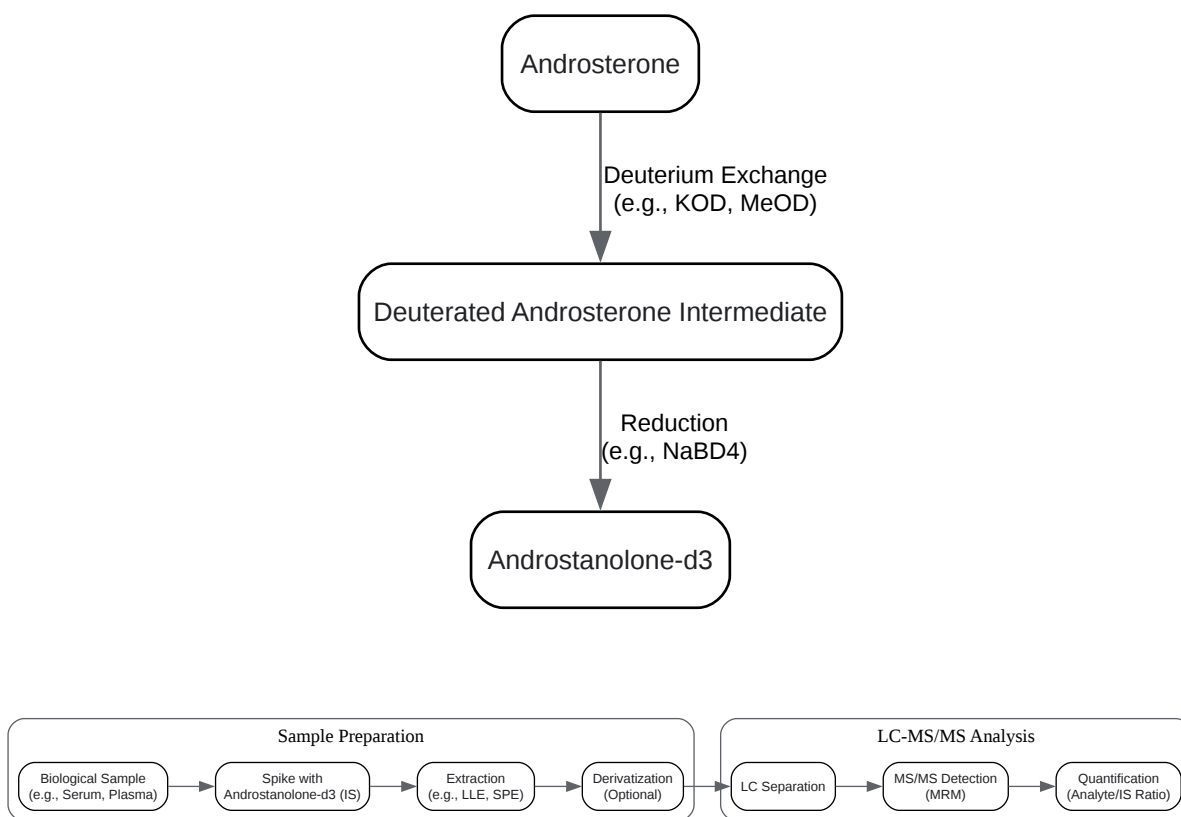 Androsterone
Deuterium Exchange
(e.g., KOD, MeOD)
Deuterated Androsterone Intermediate
Reduction
(e.g., NaBD4)
Androstanolone-d3
Sample Preparation
Biological Sample
(e.g., Serum, Plasma)
Spike with
Androstanolone-d3 (IS)
Extraction
(e.g., LLE, SPE)
Derivatization
(Optional)
LC-MS/MS Analysis
LC Separation
MS/MS Detection
(MRM)
Quantification
(Analyte/IS Ratio)